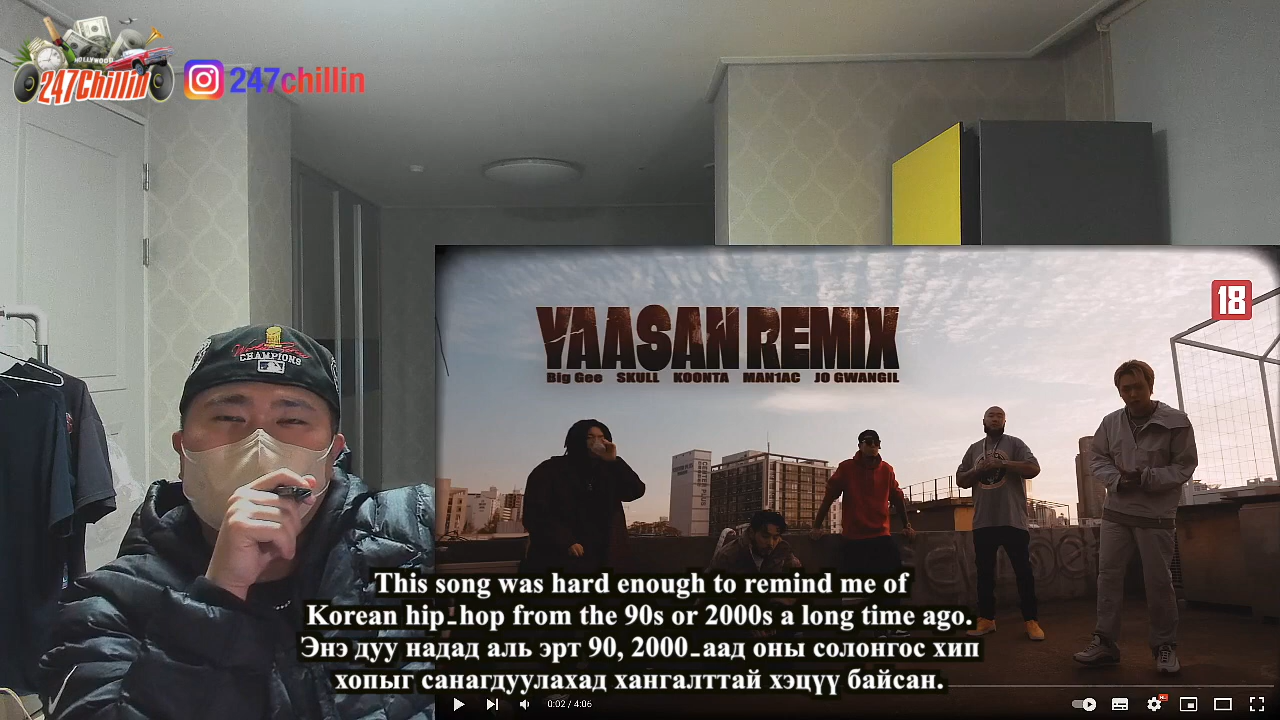 HOLLYWOOD
247Chillin
247chillin
CHAMPIONS
18
YAASAN REMIX
Big Gee SKULL KOONTA MAN1AC JO GWANGIL
This song was hard enough to remind me of
Korean hip-hop from the 90s or 2000s a long time ago.
Энэ дуу надад аль эрт 90, 2000-аад оны солонгос хип
хопыг санагдуулахад хангалттай хэцүү байсан.
0:02 / 4:06